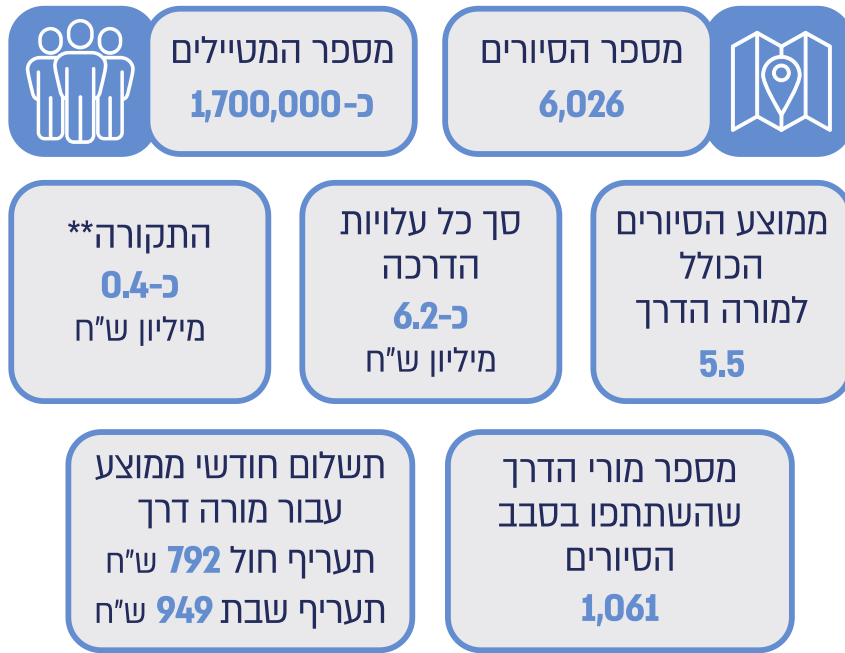 מספר הסיורים
6,026
מספר המטיילים
כ-1,700,000
ממוצע הסיורים
הכולל
למורה הדרך
5.5
סך כל עלויות
הדרכה
כ-6.2
מיליון ש"ח
התקורה**
כ-0.4
מיליון ש"ח
מספר מורי הדרך
שהשתתפו בסבב
הסיורים
1,061
תשלום חודשי ממוצע
עבור מורה דרך
תעריף חול 792 ש"ח
תעריף שבת 949 ש"ח